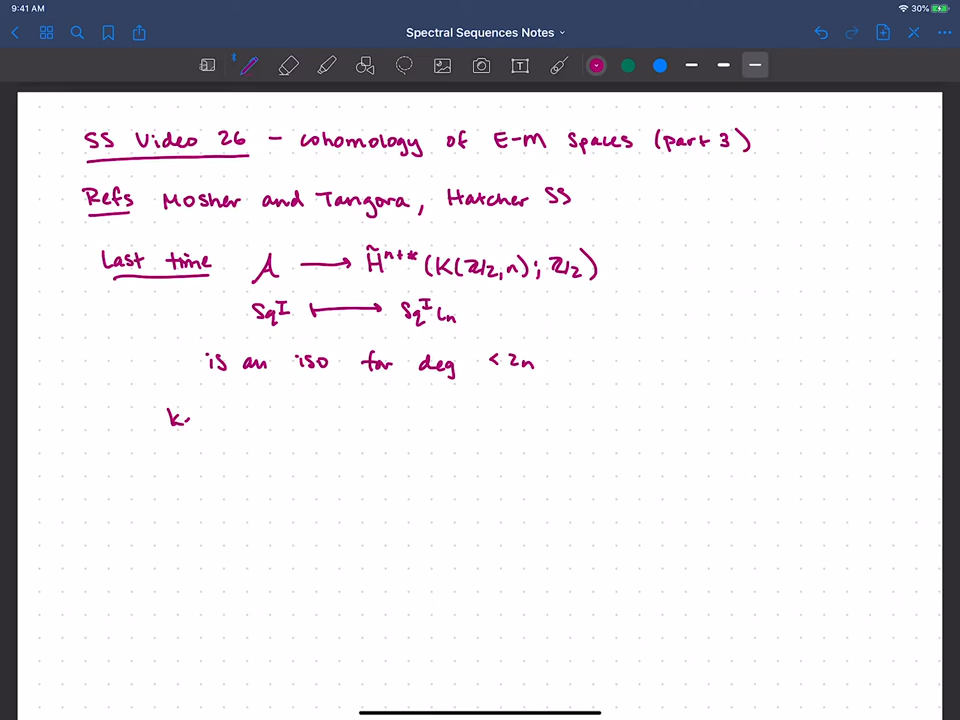 9:41 AM
30%
Spectral Sequences Notes
SS Video 26 - cohomology of E-M Spaces (part 3)
Refs Mosher and Tangora, Hatcher SS
Last time 𝒜 ⟶ H̃ⁿ⁺*(K(ℤ/2,n); ℤ/2)
Sq^I ⟼ Sq^I ιₙ
is an iso for deg < 2n
k